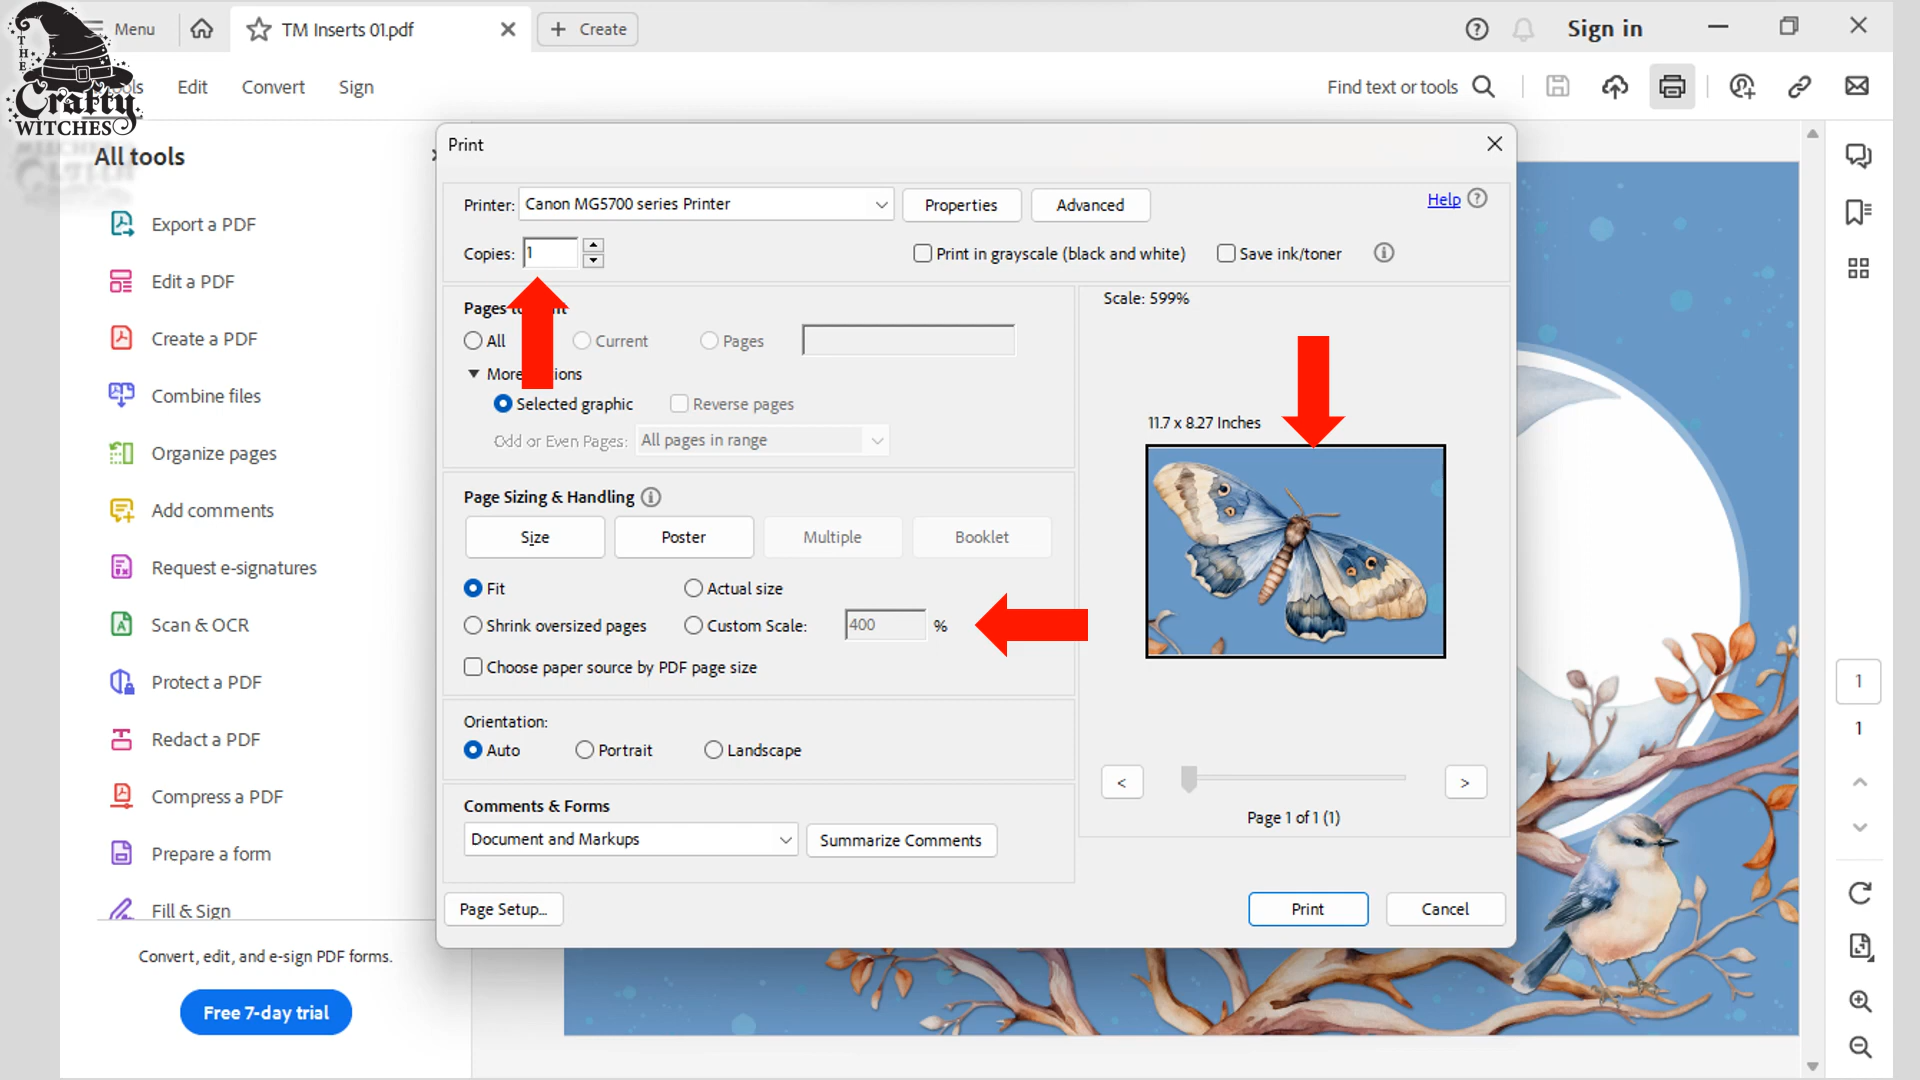 THE
Crafty
WITCHES
Menu
TM Inserts 01.pdf
Create
Sign in
Edit
Convert
Sign
Find text or tools
All tools
Export a PDF
Edit a PDF
Create a PDF
Combine files
Organize pages
Add comments
Request e-signatures
Scan & OCR
Protect a PDF
Redact a PDF
Compress a PDF
Prepare a form
Fill & Sign
Convert, edit, and e-sign PDF forms.
Free 7-day trial
Print
Printer: Canon MG5700 series Printer
Properties
Advanced
Help
Copies: 1
Print in grayscale (black and white)
Save ink/toner
Pages
All
Current
Pages
More
Selected graphic
Reverse pages
Odd or Even Pages: All pages in range
Page Sizing & Handling
Size
Poster
Multiple
Booklet
Fit
Actual size
Shrink oversized pages
Custom Scale: 400 %
Choose paper source by PDF page size
Orientation:
Auto
Portrait
Landscape
Comments & Forms
Document and Markups
Summarize Comments
Page Setup...
Scale: 599%
11.7 x 8.27 Inches
<
>
Page 1 of 1 (1)
Print
Cancel
1
1